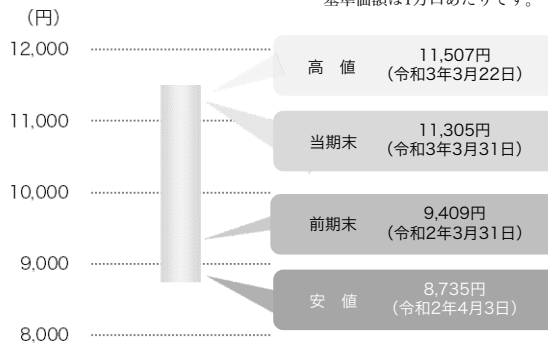 基準価額は1万口あたりです。
（円）
12,000
11,000
10,000
9,000
8,000
高　値
11,507円
（令和3年3月22日）
当期末
11,305円
（令和3年3月31日）
前期末
9,409円
（令和2年3月31日）
安　値
8,735円
（令和2年4月3日）